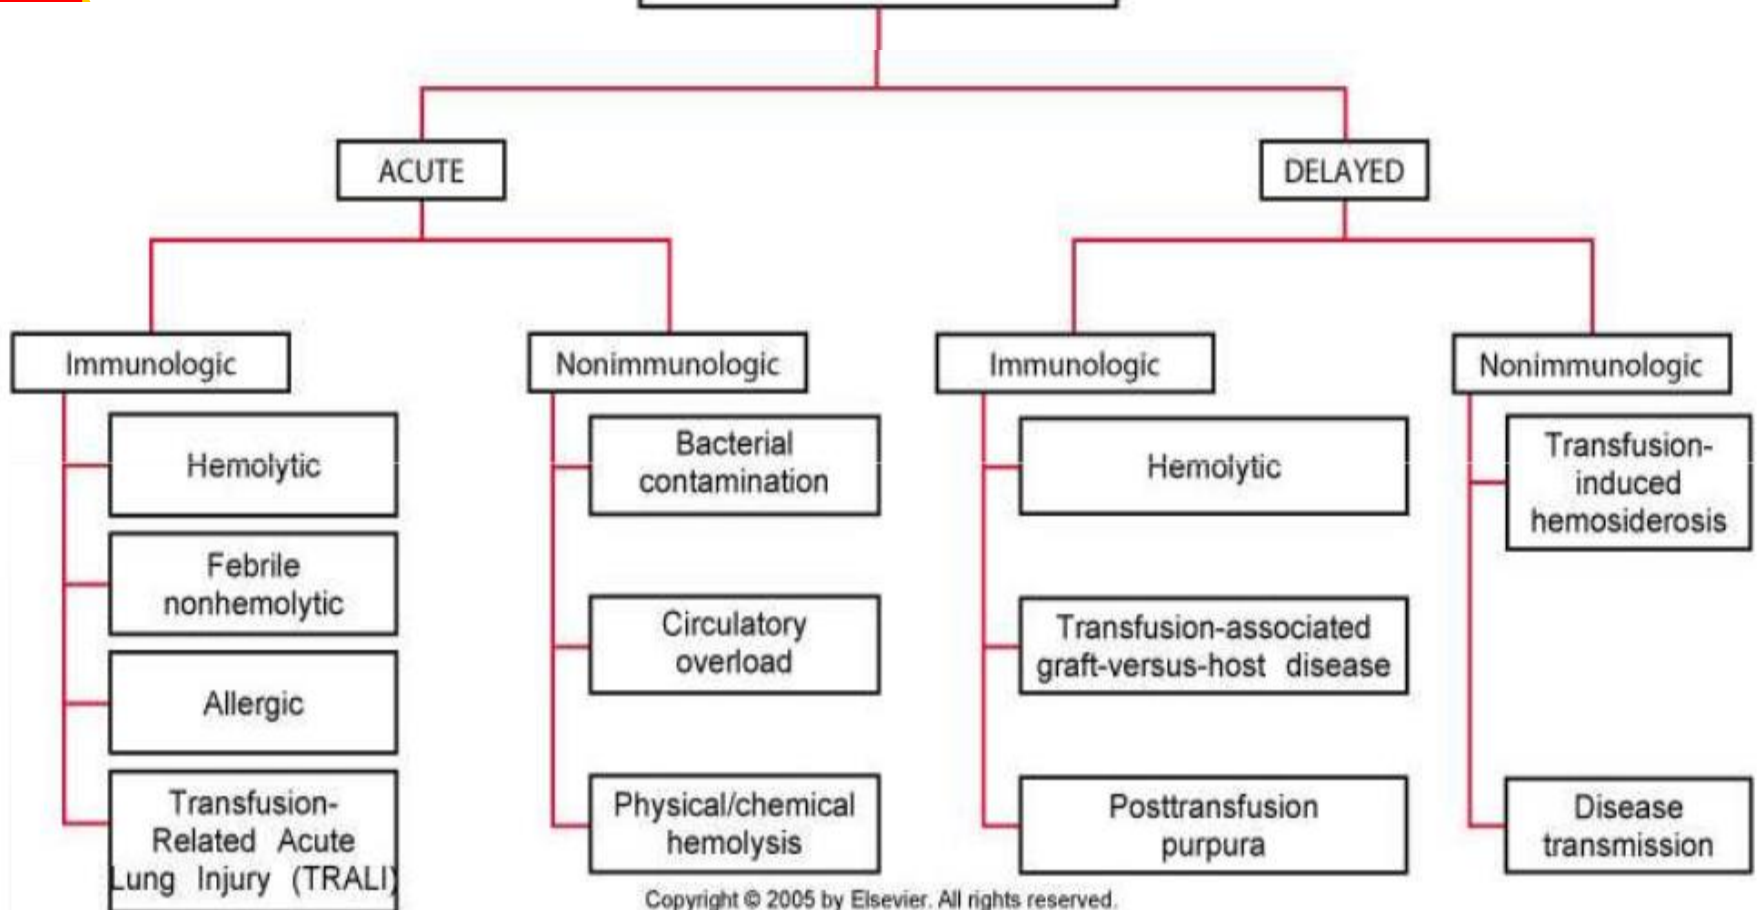 ACUTE
DELAYED
Immunologic
Nonimmunologic
Immunologic
Nonimmunologic
Hemolytic
Febrile
nonhemolytic
Allergic
Transfusion-
Related Acute
Lung Injury (TRALI)
Bacterial
contamination
Circulatory
overload
Physical/chemical
hemolysis
Hemolytic
Transfusion-associated
graft-versus-host disease
Posttransfusion
purpura
Transfusion-
induced
hemosiderosis
Disease
transmission
Copyright © 2005 by Elsevier. All rights reserved.